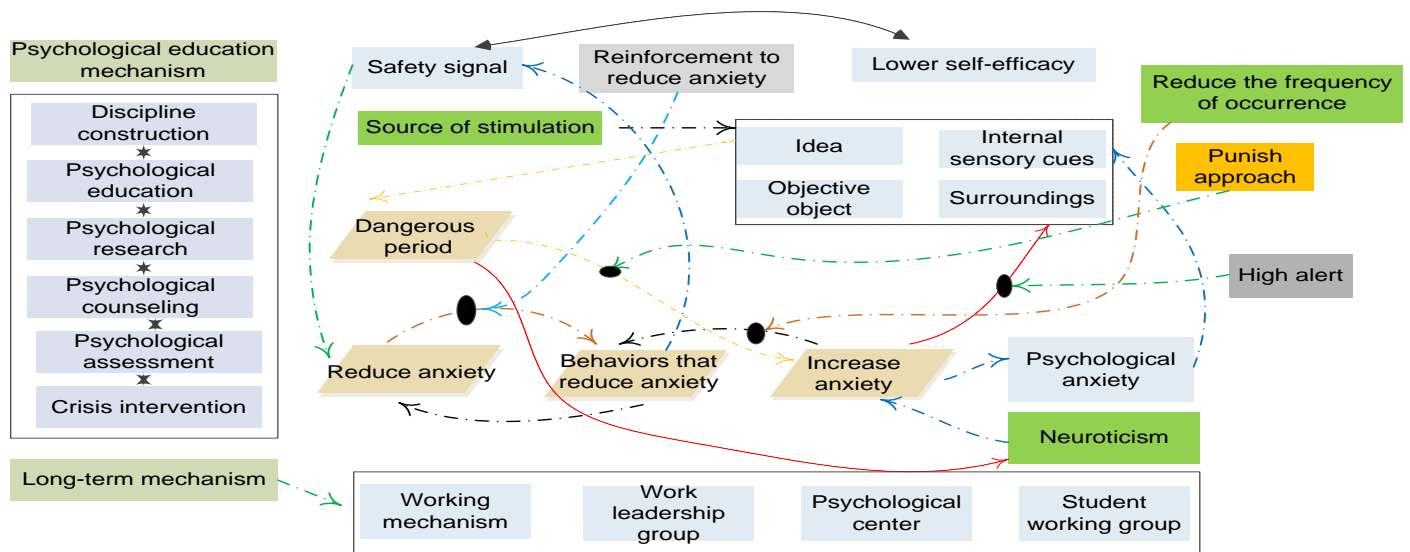 Psychological education
mechanism
Discipline
construction
Psychological
education
Psychological
research
Psychological
counseling
Psychological
assessment
Crisis intervention
Long-term mechanism
Safety signal
Reinforcement to
reduce anxiety
Lower self-efficacy
Reduce the frequency
of occurrence
Source of stimulation
Idea
Internal
sensory cues
Objective
object
Surroundings
Punish
approach
Dangerous
period
High alert
Reduce anxiety
Behaviors that
reduce anxiety
Increase
anxiety
Psychological
anxiety
Neuroticism
Working
mechanism
Work
leadership
group
Psychological
center
Student
working group